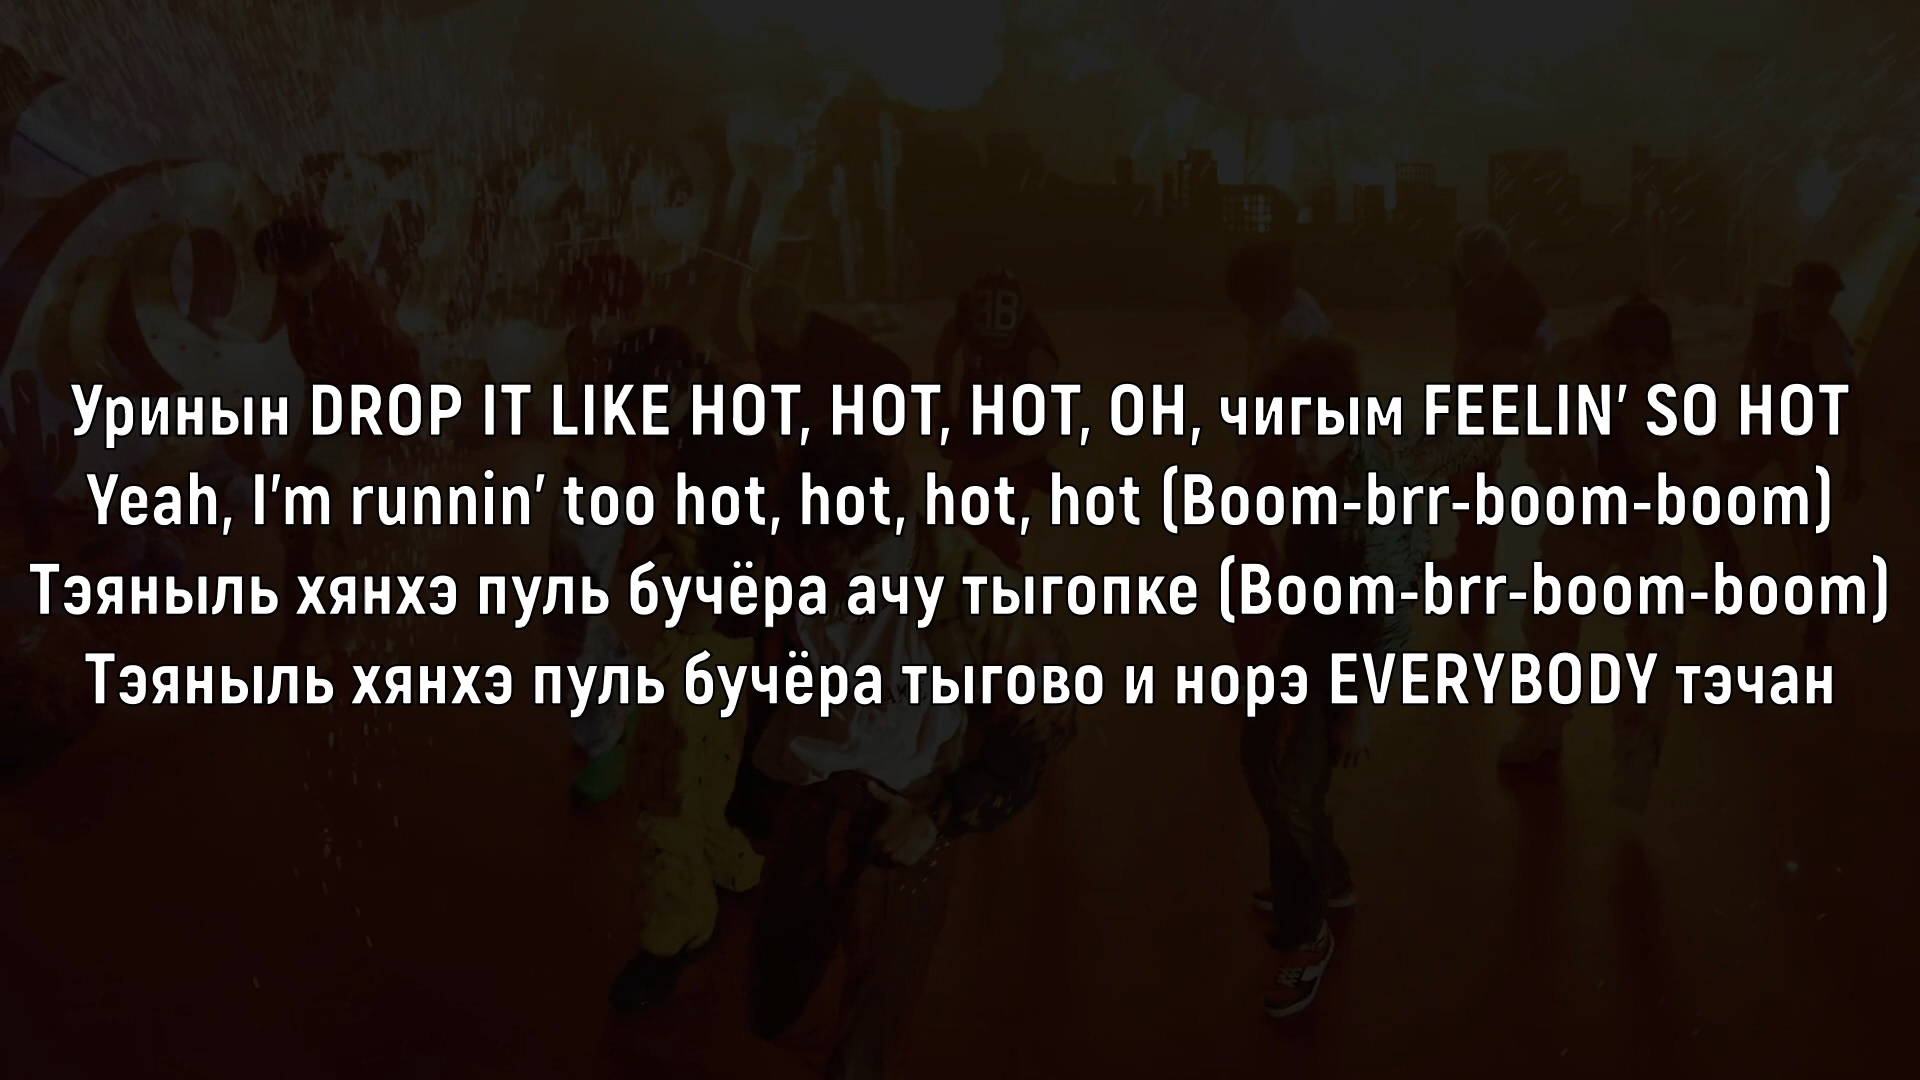 Уринын DROP IT LIKE HOT, HOT, HOT, OH, чигым FEELIN’ SO HOT
Yeah, I’m runnin’ too hot, hot, hot, hot (Boom-brr-boom-boom)
Тэяныль хянхэ пуль бучёра ачу тыгопке (Boom-brr-boom-boom)
Тэяныль хянхэ пуль бучёра тыгово и норэ EVERYBODY тэчан